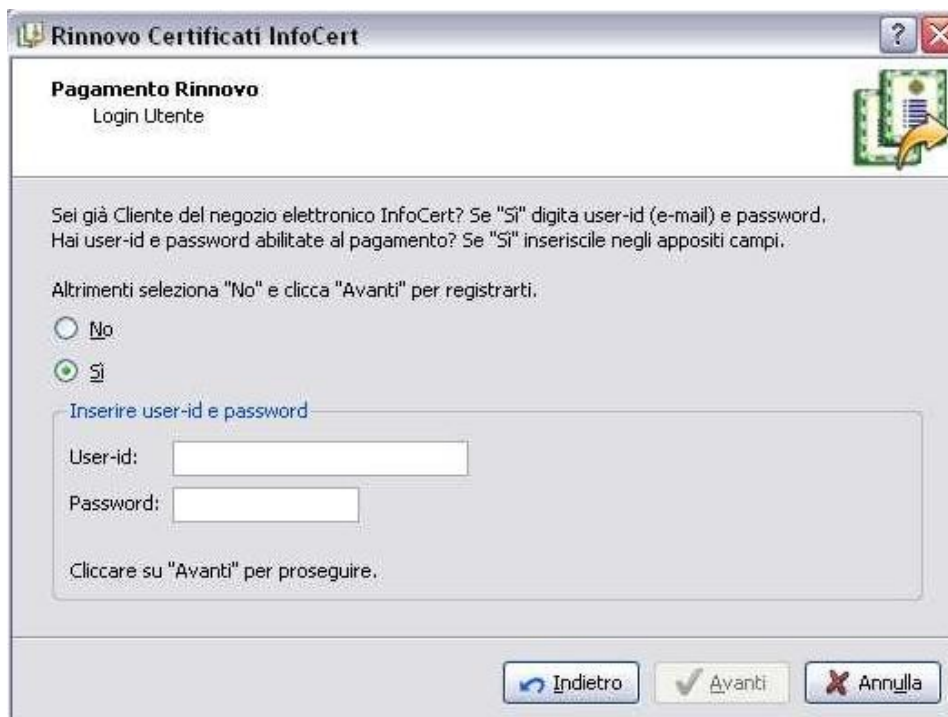 Rinnovo Certificati InfoCert
?
Pagamento Rinnovo
Login Utente
Sei già Cliente del negozio elettronico InfoCert? Se "Sì" digita user-id (e-mail) e password.
Hai user-id e password abilitate al pagamento? Se "Sì" inseriscile negli appositi campi.
Altrimenti seleziona "No" e clicca "Avanti" per registrarti.
No
Sì
Inserire user-id e password
User-id:
Password:
Cliccare su "Avanti" per proseguire.
Indietro
Avanti
Annulla